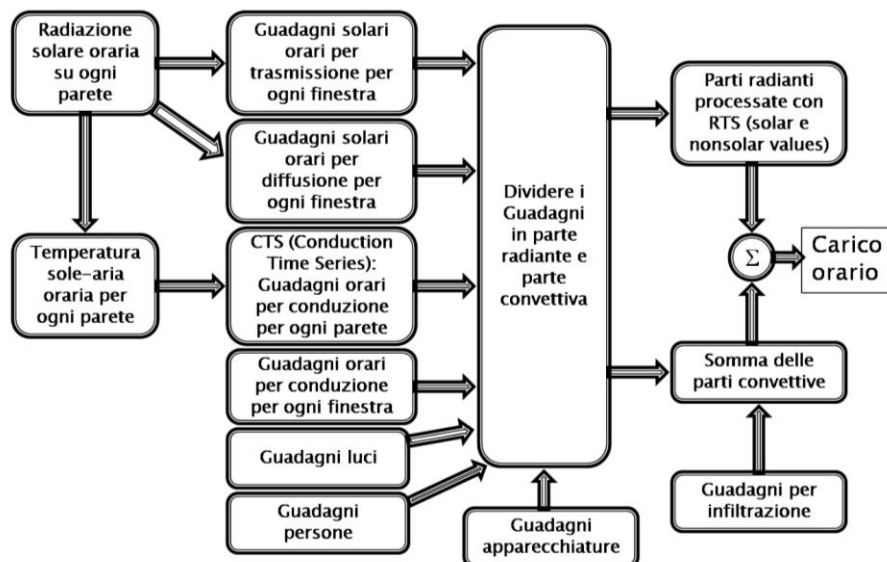 Radiazione
solare oraria
su ogni
parete
Guadagni solari
orari per
trasmissione per
ogni finestra
Guadagni solari
orari per
diffusione per
ogni finestra
Temperatura
sole-aria
oraria per
ogni parete
CTS (Conduction
Time Series):
Guadagni orari
per conduzione
per ogni parete
Guadagni orari
per conduzione
per ogni finestra
Guadagni luci
Guadagni
persone
Dividere i
Guadagni
in parte
radiante e
parte
convettiva
Guadagni
apparecchiature
Parti radianti
processate con
RTS (solar e
nonsolar values)
Σ
Carico
orario
Somma delle
parti convettive
Guadagni per
infiltrazione